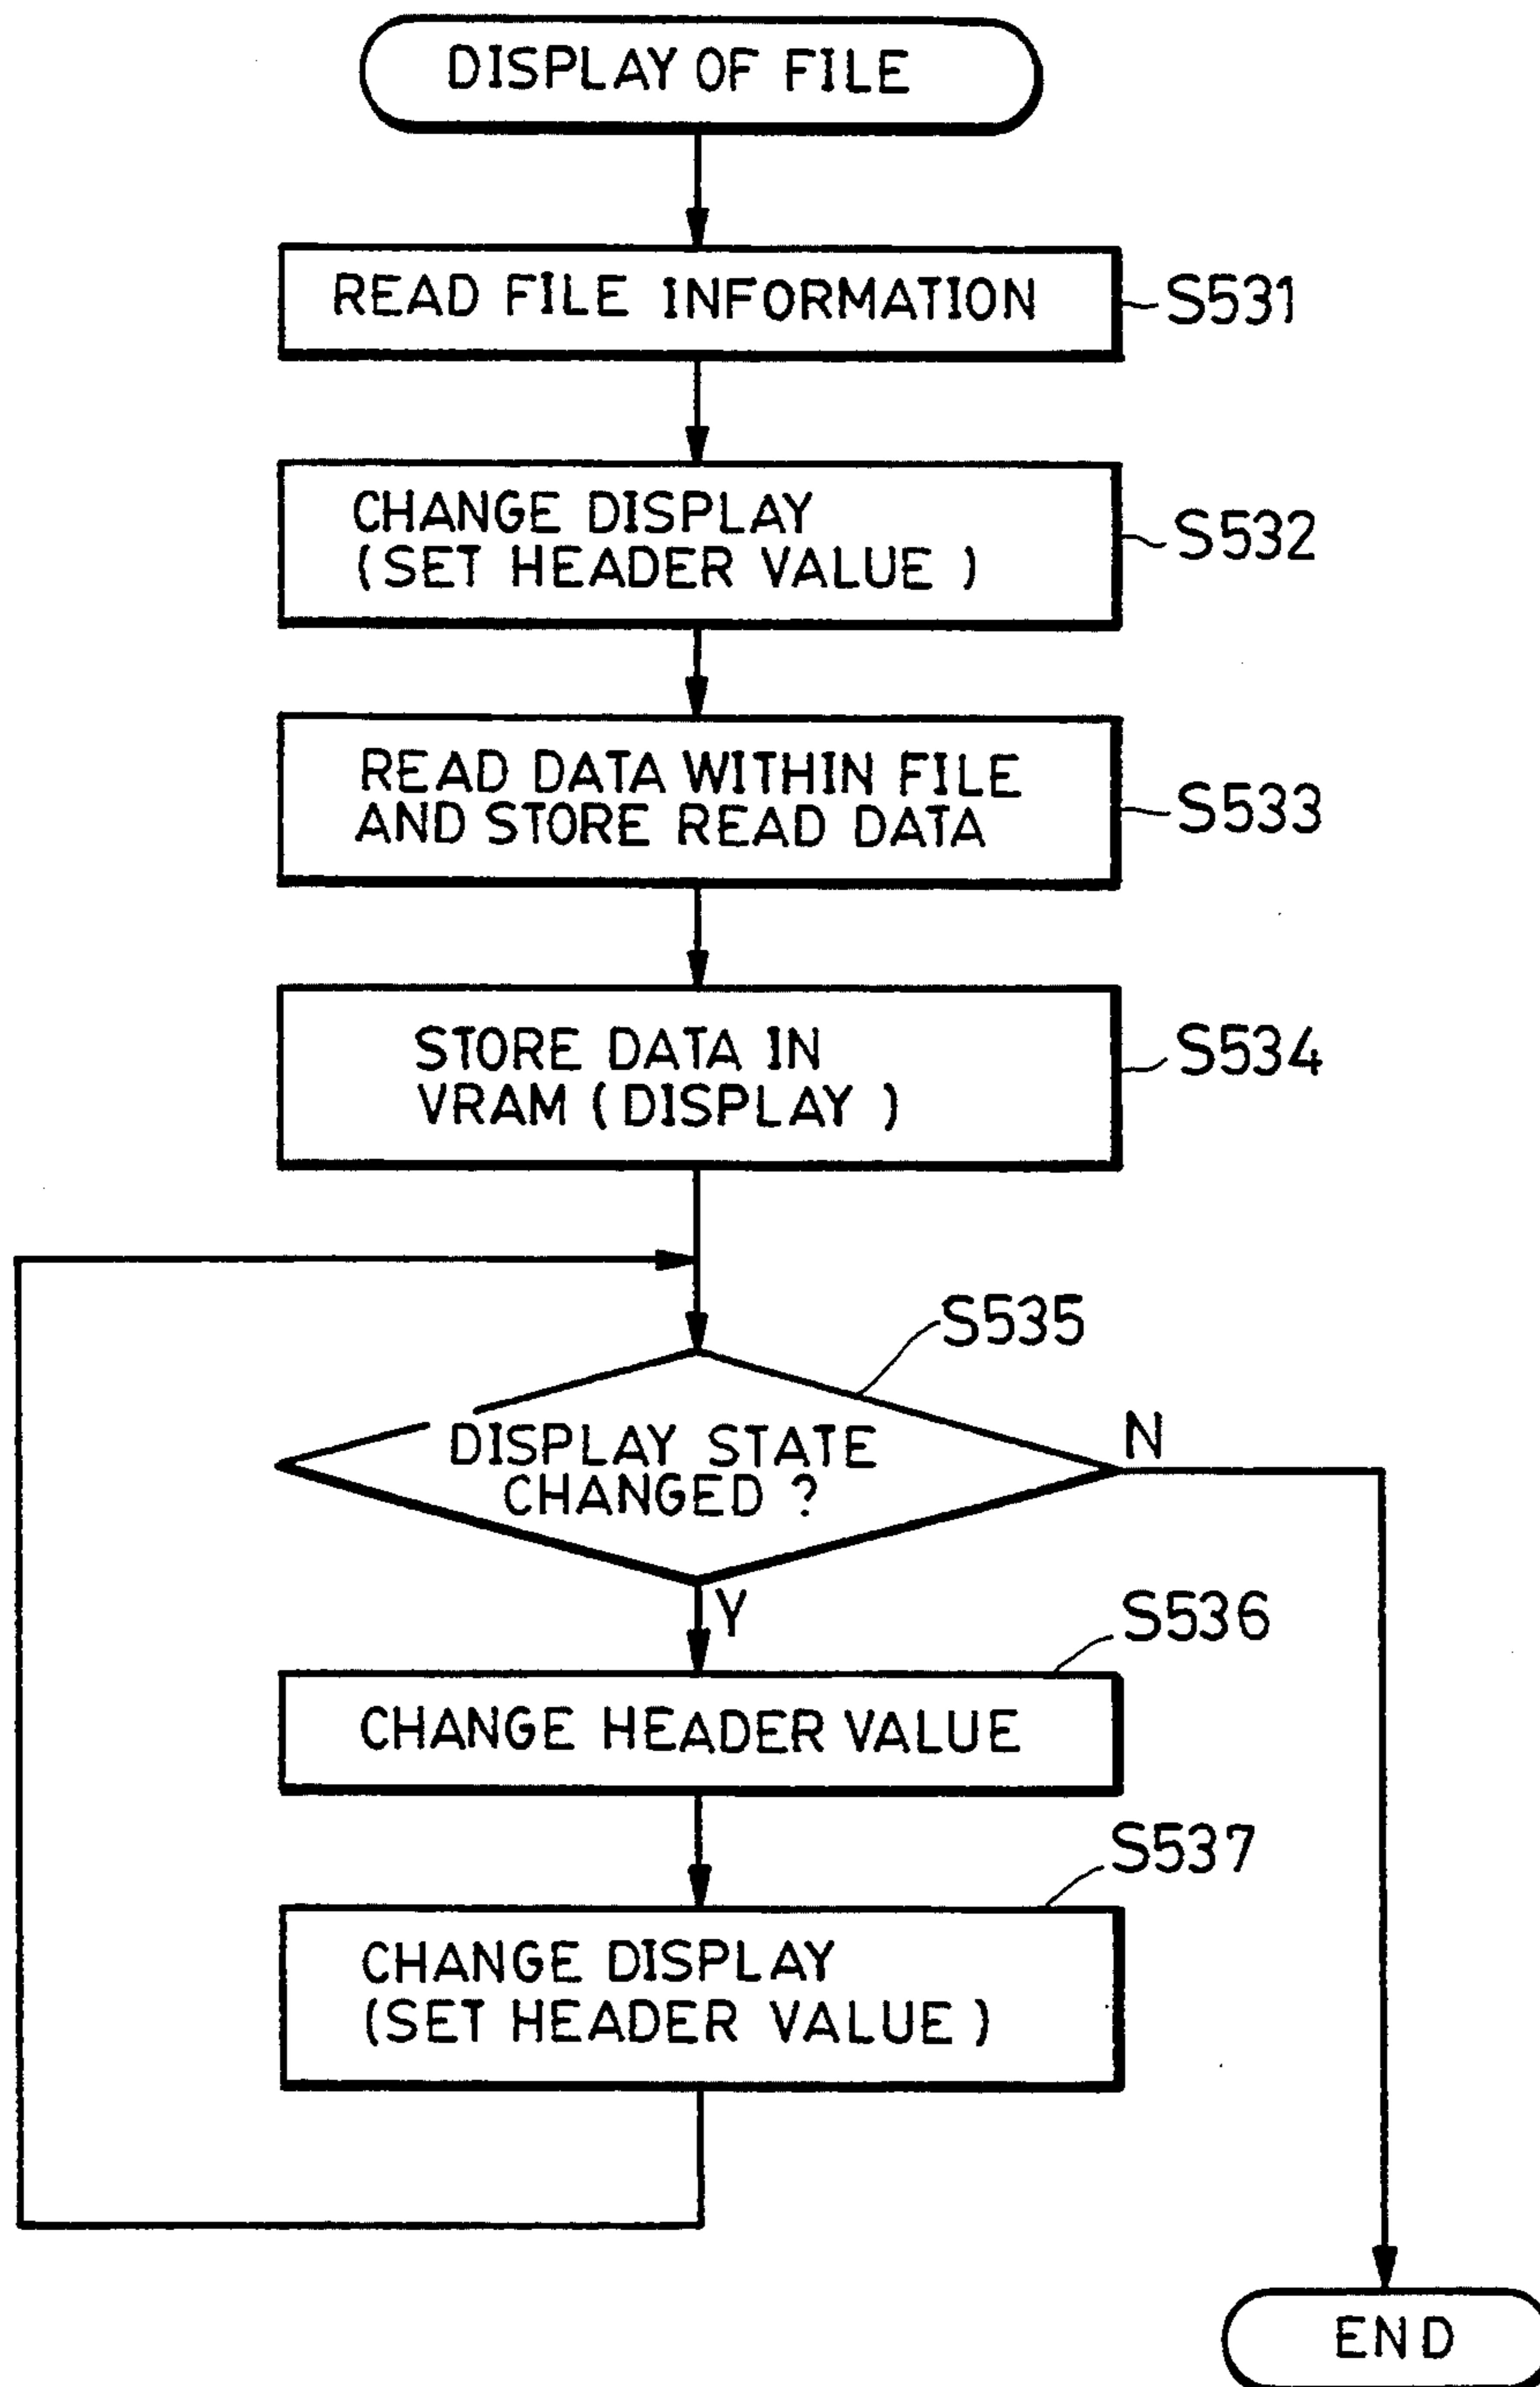 DISPLAY OF FILE
READ FILE INFORMATION
S531
CHANGE DISPLAY
(SET HEADER VALUE)
S532
READ DATA WITHIN FILE
AND STORE READ DATA
S533
STORE DATA IN
VRAM (DISPLAY)
S534
S535
DISPLAY STATE
CHANGED ?
N
Y
S536
CHANGE HEADER VALUE
S537
CHANGE DISPLAY
(SET HEADER VALUE)
END